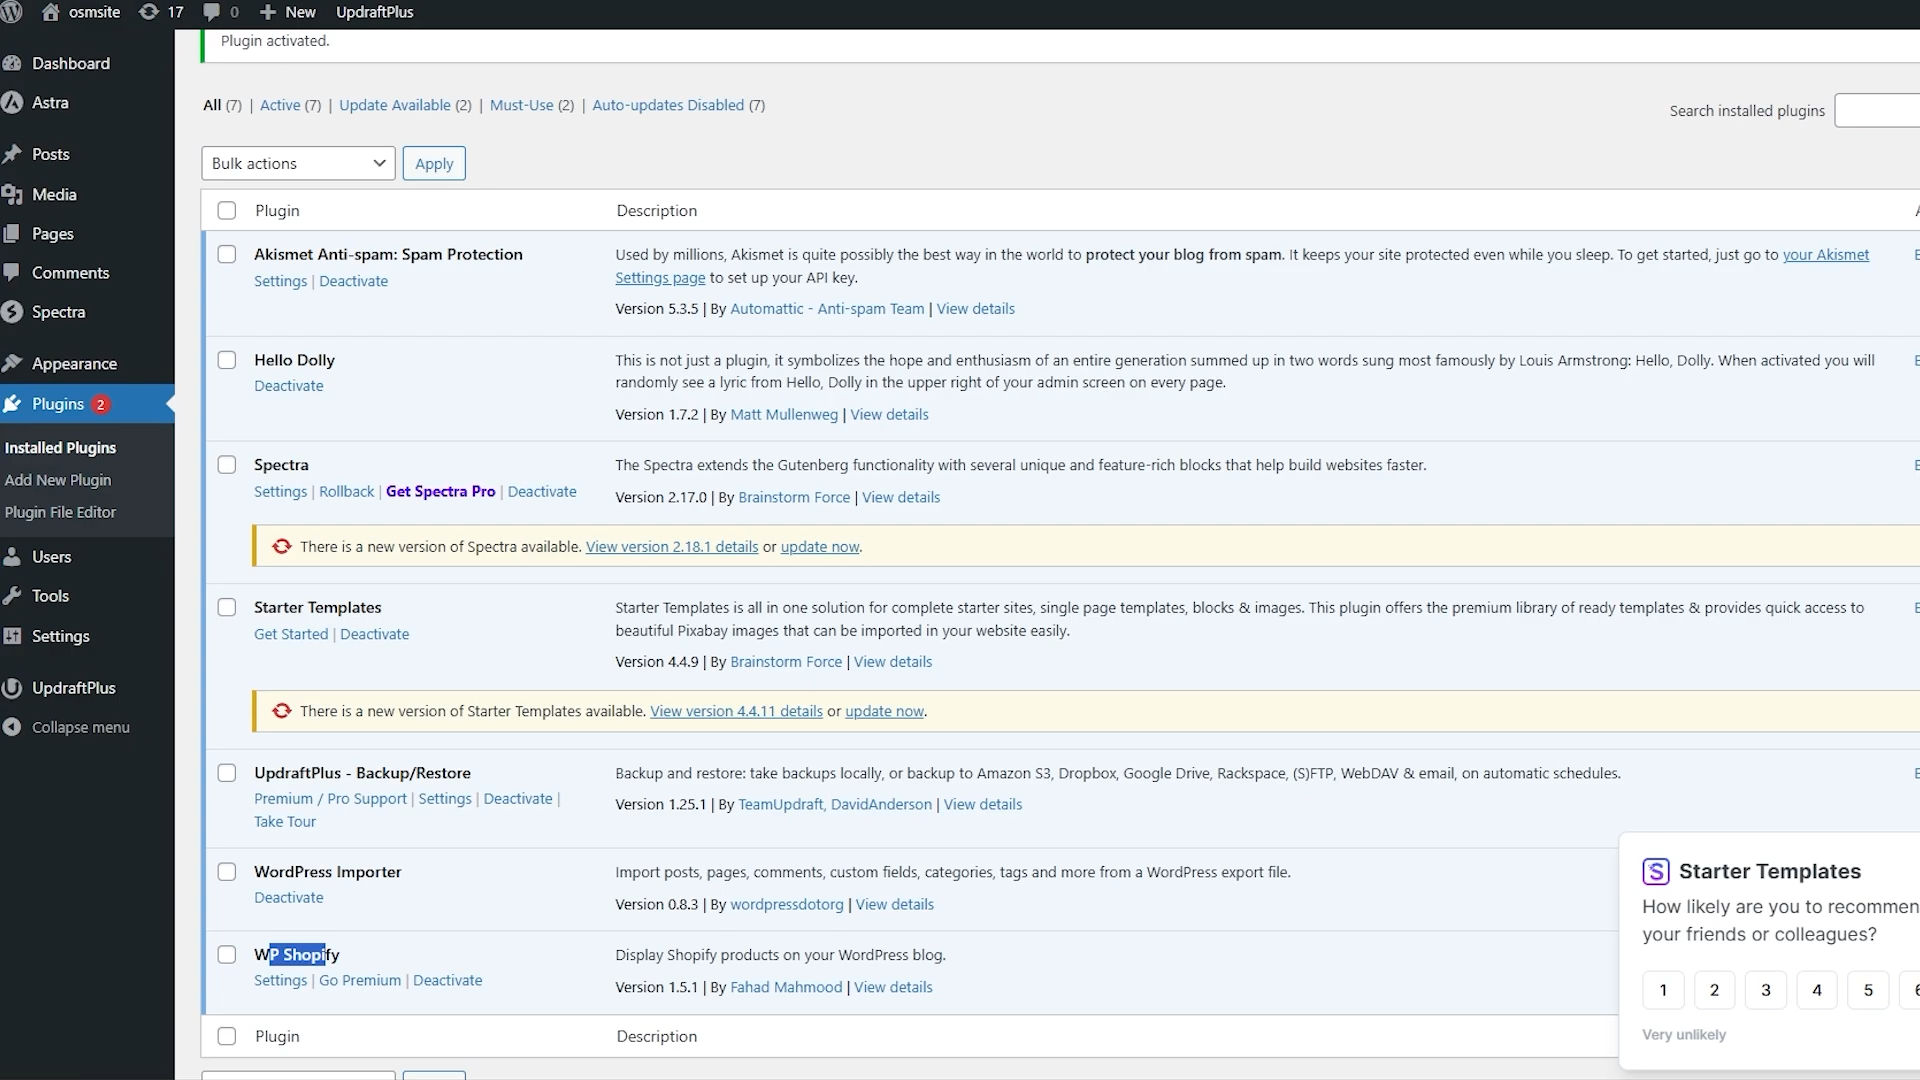 osmsite 17 0 New UpdraftPlus
Plugin activated.
Dashboard
Astra
Posts
Media
Pages
Comments
Spectra
Appearance
Plugins 2
Installed Plugins
Add New Plugin
Plugin File Editor
Users
Tools
Settings
UpdraftPlus
Collapse menu
All (7) | Active (7) | Update Available (2) | Must-Use (2) | Auto-updates Disabled (7)
Search installed plugins
Bulk actions Apply
Plugin Description
Akismet Anti-spam: Spam Protection
Settings | Deactivate
Used by millions, Akismet is quite possibly the best way in the world to protect your blog from spam. It keeps your site protected even while you sleep. To get started, just go to your Akismet
Settings page to set up your API key.
Version 5.3.5 | By Automattic - Anti-spam Team | View details
Hello Dolly
Deactivate
This is not just a plugin, it symbolizes the hope and enthusiasm of an entire generation summed up in two words sung most famously by Louis Armstrong: Hello, Dolly. When activated you will
randomly see a lyric from Hello, Dolly in the upper right of your admin screen on every page.
Version 1.7.2 | By Matt Mullenweg | View details
Spectra
Settings | Rollback | Get Spectra Pro | Deactivate
The Spectra extends the Gutenberg functionality with several unique and feature-rich blocks that help build websites faster.
Version 2.17.0 | By Brainstorm Force | View details
There is a new version of Spectra available. View version 2.18.1 details or update now.
Starter Templates
Get Started | Deactivate
Starter Templates is all in one solution for complete starter sites, single page templates, blocks & images. This plugin offers the premium library of ready templates & provides quick access to
beautiful Pixabay images that can be imported in your website easily.
Version 4.4.9 | By Brainstorm Force | View details
There is a new version of Starter Templates available. View version 4.4.11 details or update now.
UpdraftPlus - Backup/Restore
Premium / Pro Support | Settings | Deactivate |
Take Tour
Backup and restore: take backups locally, or backup to Amazon S3, Dropbox, Google Drive, Rackspace, (S)FTP, WebDAV & email, on automatic schedules.
Version 1.25.1 | By TeamUpdraft, DavidAnderson | View details
WordPress Importer
Deactivate
Import posts, pages, comments, custom fields, categories, tags and more from a WordPress export file.
Version 0.8.3 | By wordpressdotorg | View details
WP Shopify
Settings | Go Premium | Deactivate
Display Shopify products on your WordPress blog.
Version 1.5.1 | By Fahad Mahmood | View details
Plugin Description
Starter Templates
How likely are you to recommen
your friends or colleagues?
1 2 3 4 5
Very unlikely